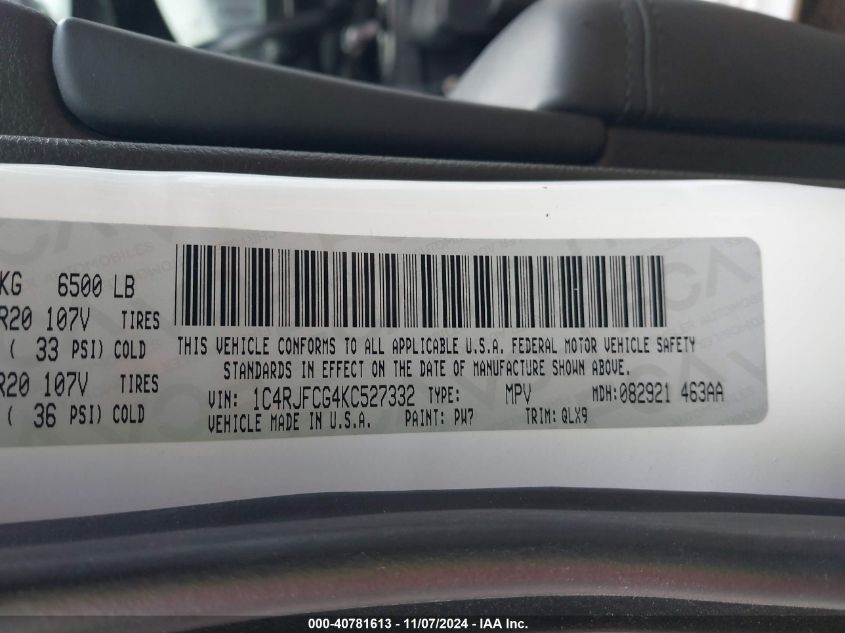 KG 6500 LB
R20 107V TIRES
( 33 PSI) COLD
R20 107V TIRES
( 36 PSI) COLD
THIS VEHICLE CONFORMS TO ALL APPLICABLE U.S.A. FEDERAL MOTOR VEHICLE SAFETY
STANDARDS IN EFFECT ON THE DATE OF MANUFACTURE SHOWN ABOVE.
VIN: 1C4RJFCG4KC527332 TYPE: MPV MDH:082921 463AA
VEHICLE MADE IN U.S.A. PAINT: PW7 TRIM: QLX9
000-40781613 - 11/07/2024 - IAA Inc.